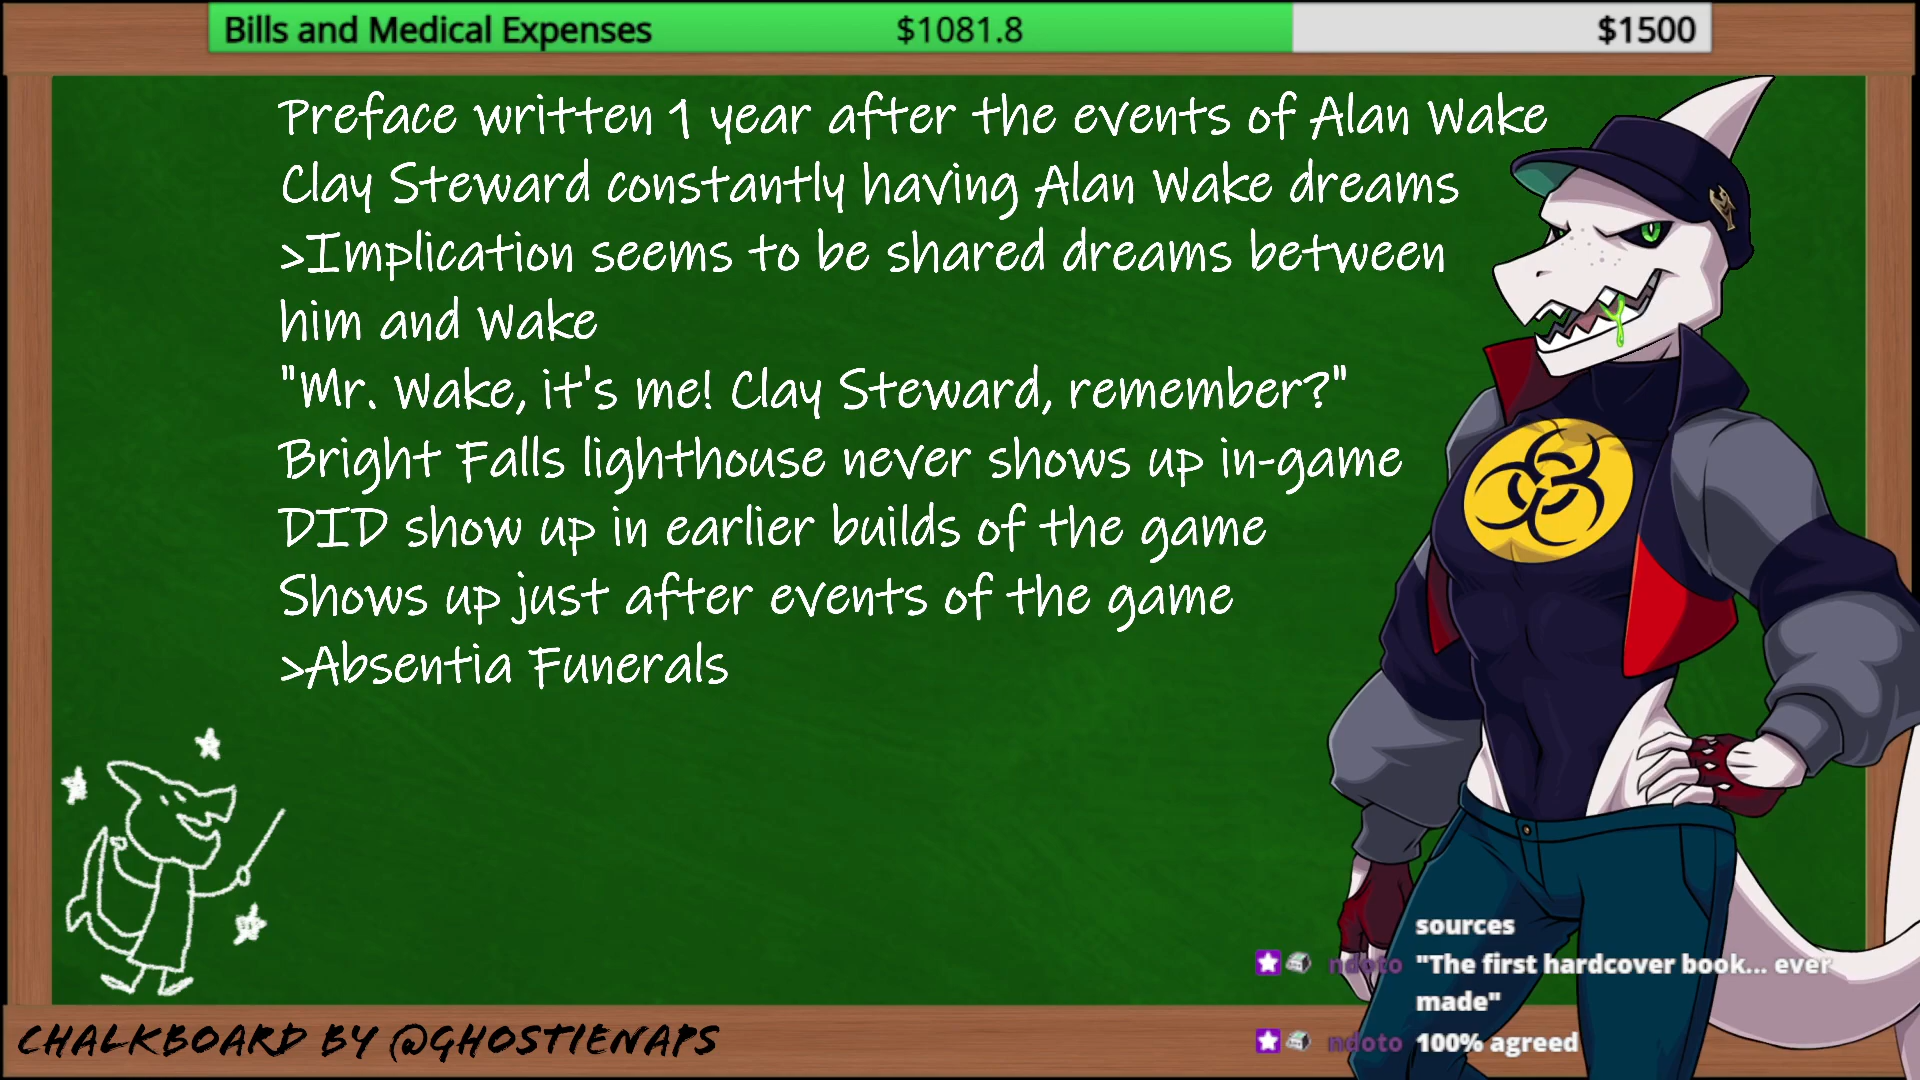 Bills and Medical Expenses $1081.8 $1500
Preface written 1 year after the events of Alan Wake
Clay Steward constantly having Alan Wake dreams
>Implication seems to be shared dreams between
him and Wake
"Mr. Wake, it's me! Clay Steward, remember?"
Bright Falls lighthouse never shows up in-game
DID show up in earlier builds of the game
Shows up just after events of the game
>Absentia Funerals
sources
ndoto "The first hardcover book... ever
made"
ndoto 100% agreed
CHALKBOARD BY @GHOSTIENAPS